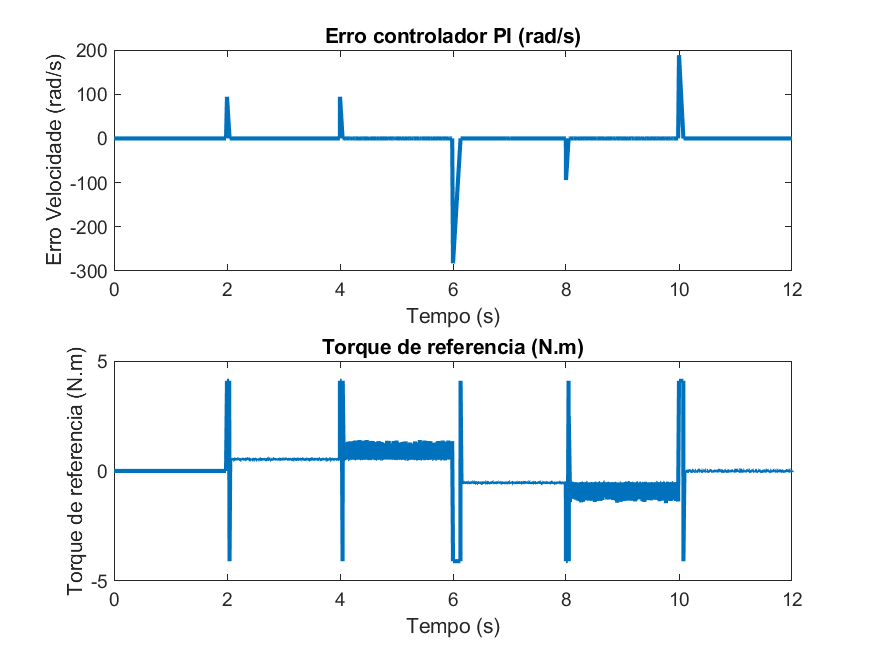 Erro controlador PI (rad/s)
Erro Velocidade (rad/s)
200
100
0
-100
-200
-300
0 2 4 6 8 10 12
Tempo (s)
Torque de referencia (N.m)
Torque de referencia (N.m)
5
0
-5
0 2 4 6 8 10 12
Tempo (s)